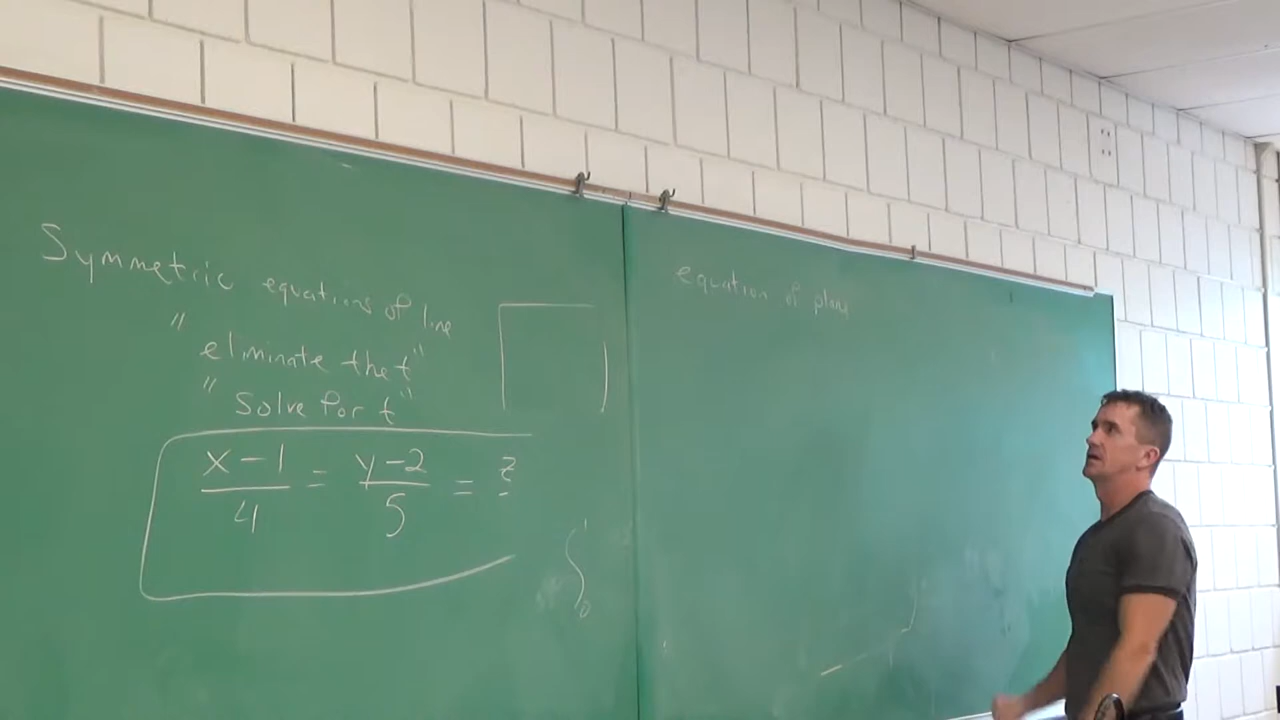 Symmetric equations of line
"eliminate the t"
"Solve for t"
x-1/4 = y-2/5 = z
equation of plane